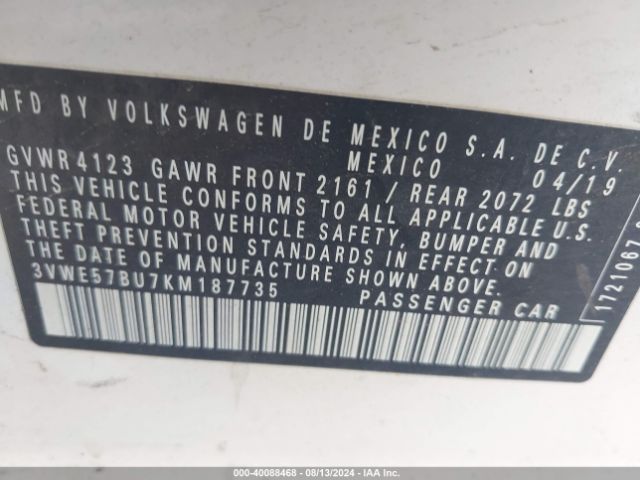 MFD BY VOLKSWAGEN DE MEXICO S.A. DE C.V.
MEXICO 04/19
GVWR 4123 GAWR FRONT 2161 / REAR 2072 LBS
THIS VEHICLE CONFORMS TO ALL APPLICABLE U.S.
FEDERAL MOTOR VEHICLE SAFETY, BUMPER AND
THEFT PREVENTION STANDARDS IN EFFECT ON
THE DATE OF MANUFACTURE SHOWN ABOVE.
3VWE57BU7KM187735 PASSENGER CAR
1721067
000-40088468 - 08/13/2024 - IAA Inc.